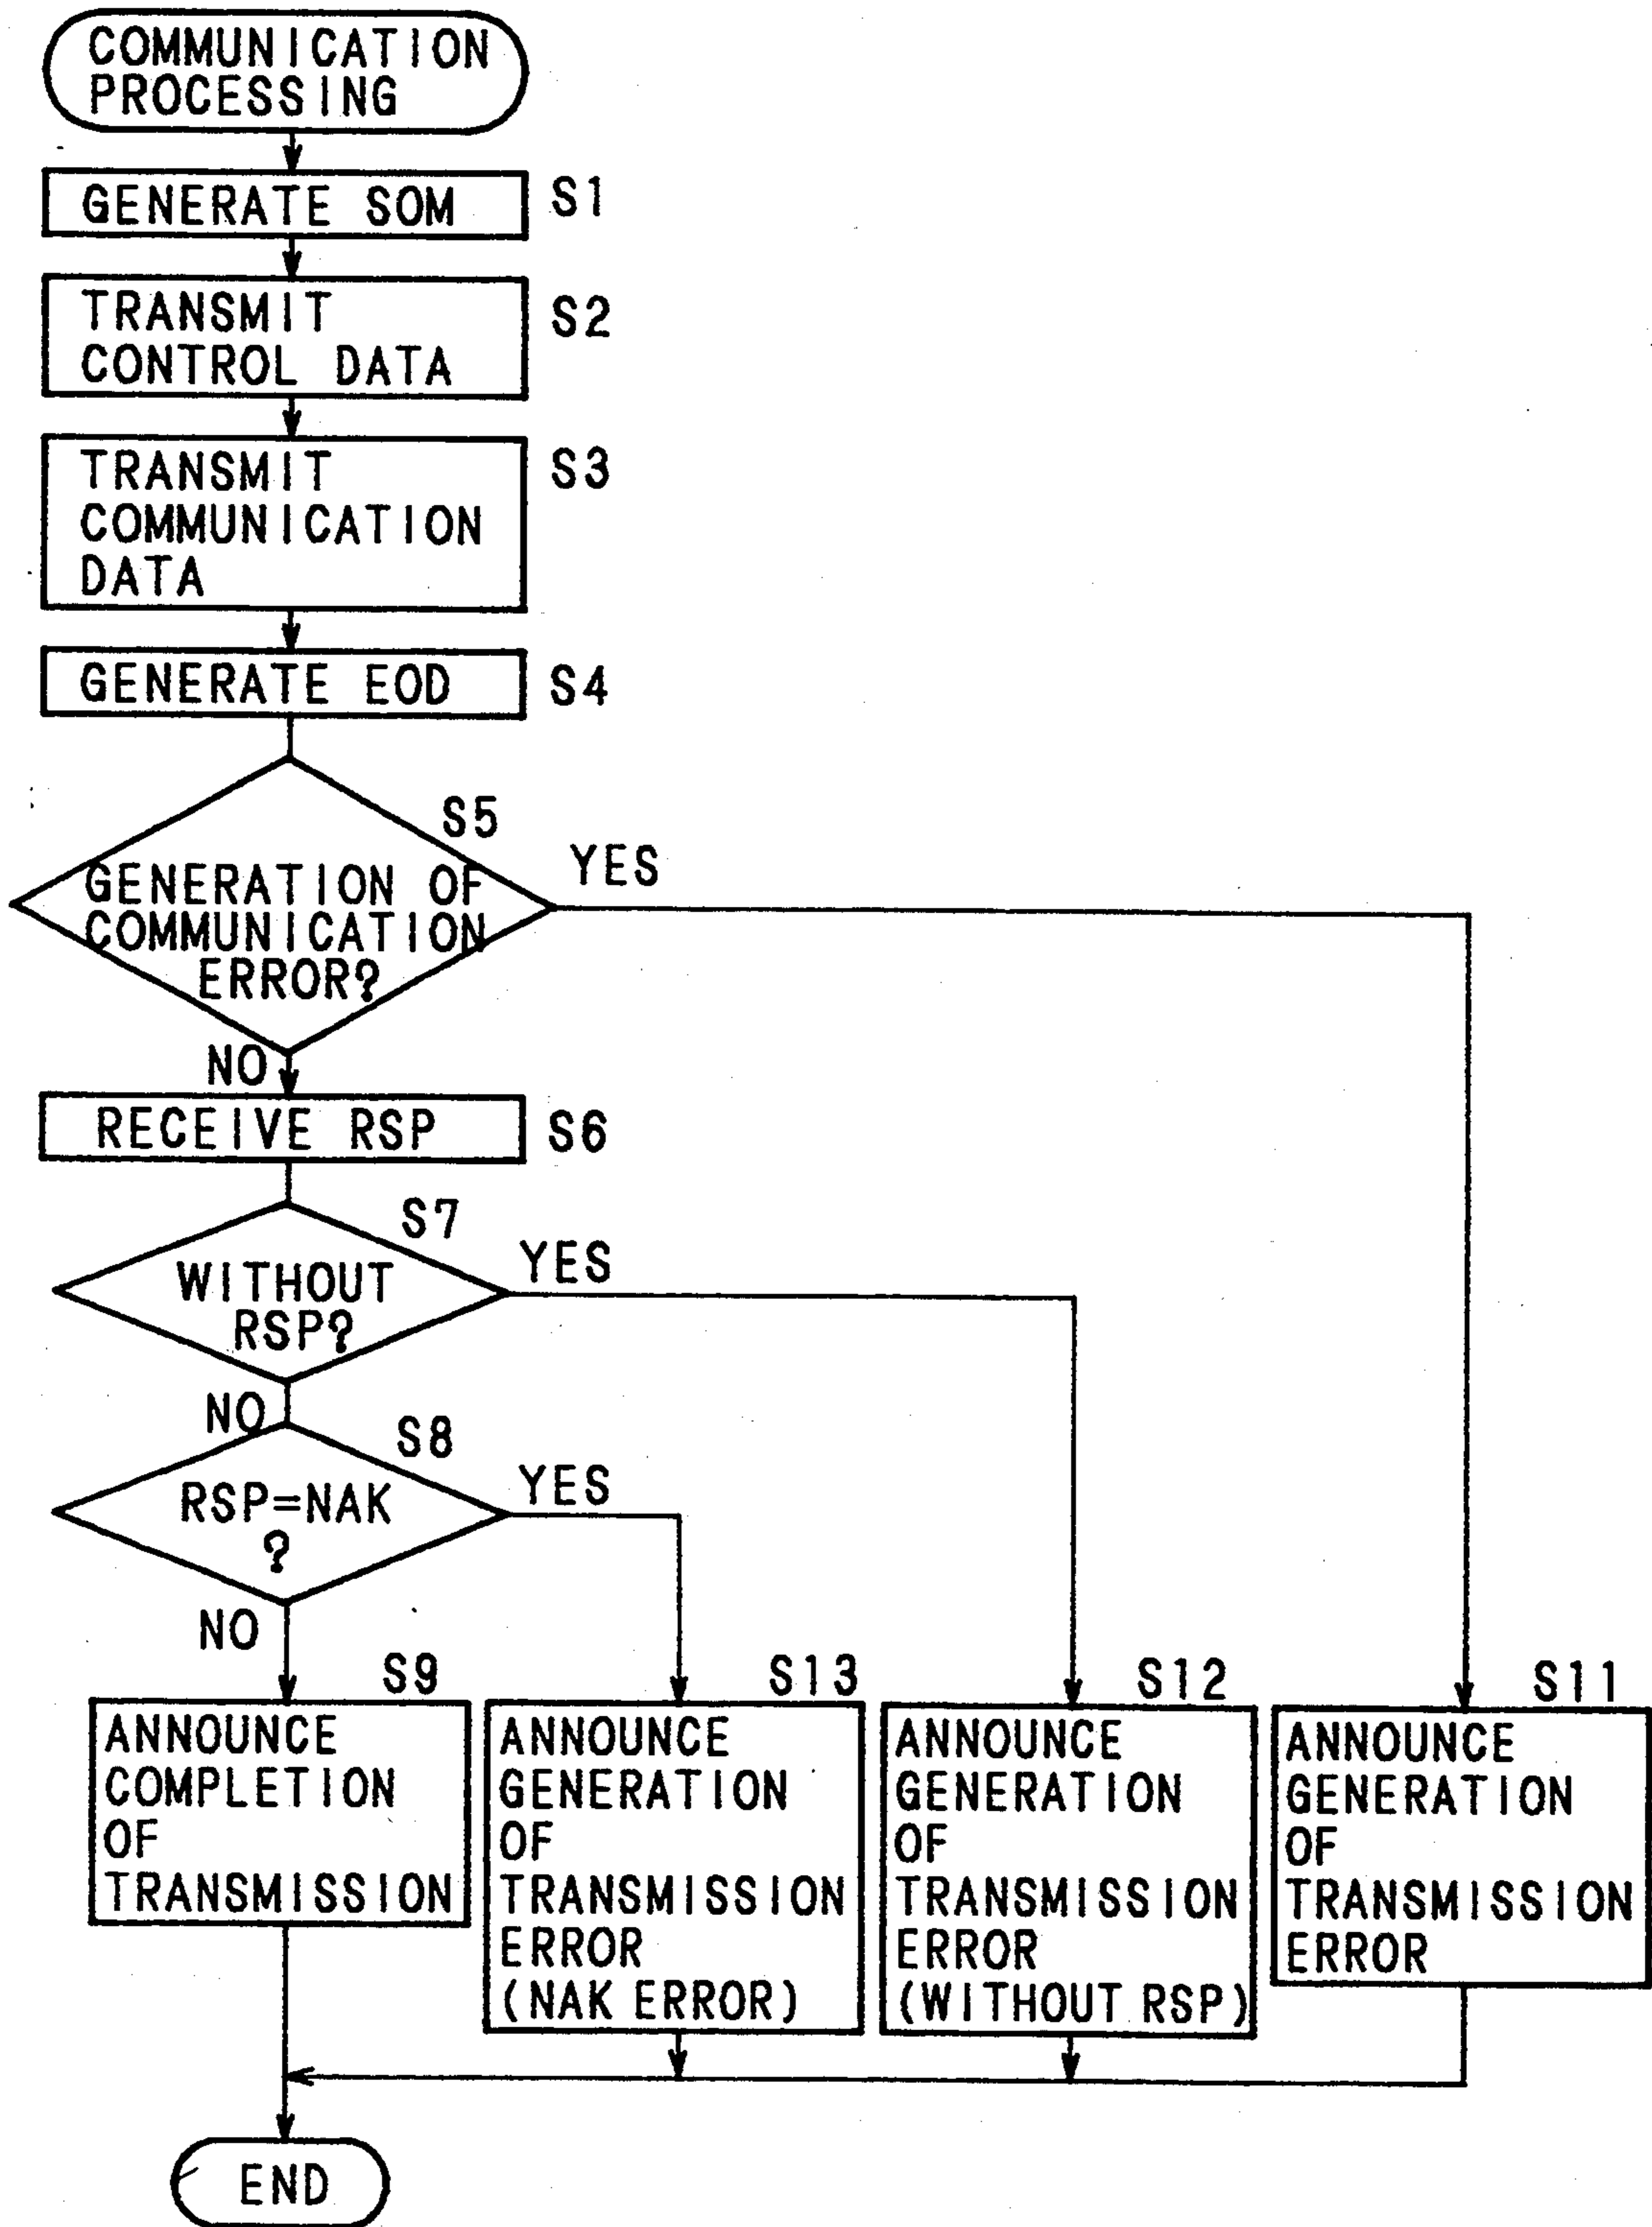 COMMUNICATION
PROCESSING
GENERATE SOM
S1
TRANSMIT
CONTROL DATA
S2
TRANSMIT
COMMUNICATION
DATA
S3
GENERATE EOD
S4
S5
GENERATION OF
COMMUNICATION
ERROR?
YES
NO
RECEIVE RSP
S6
S7
WITHOUT
RSP?
YES
NO
S8
RSP=NAK
?
YES
NO
S9
ANNOUNCE
COMPLETION
OF
TRANSMISSION
S13
ANNOUNCE
GENERATION
OF
TRANSMISSION
ERROR
(NAK ERROR)
S12
ANNOUNCE
GENERATION
OF
TRANSMISSION
ERROR
(WITHOUT RSP)
S11
ANNOUNCE
GENERATION
OF
TRANSMISSION
ERROR
END